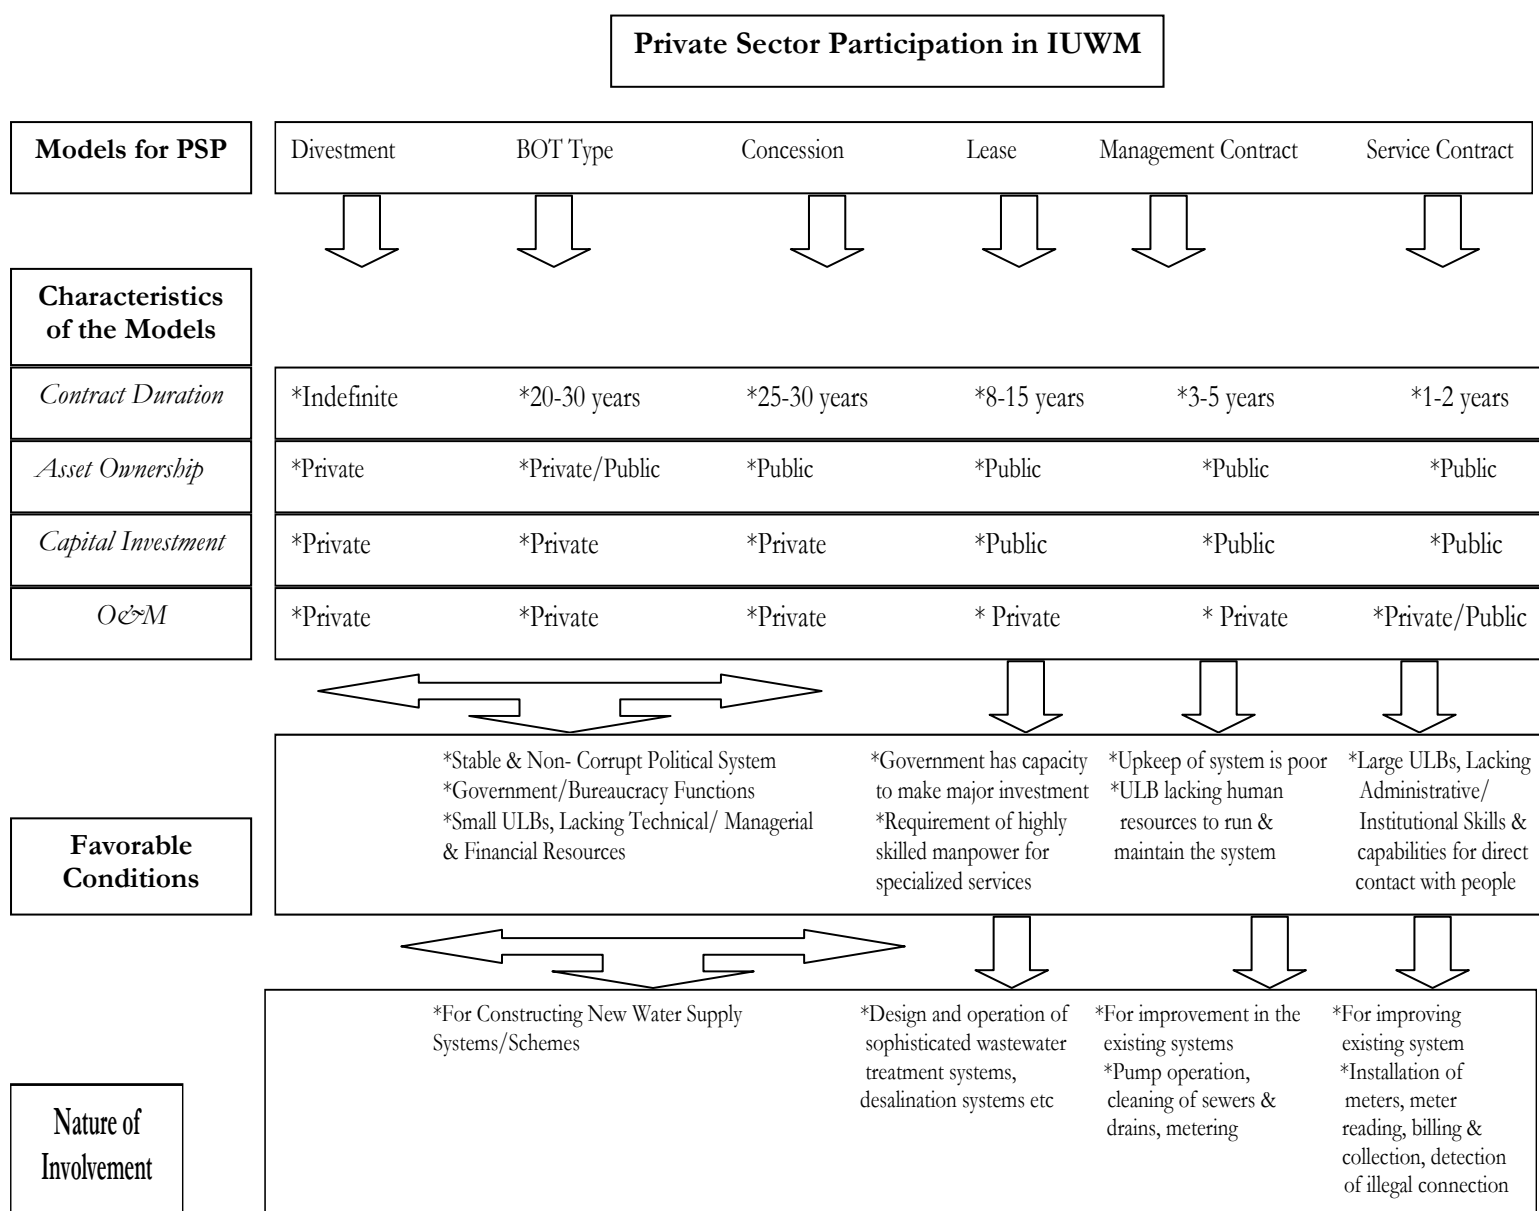 Private Sector Participation in IUWM
Models for PSP
Divestment BOT Type Concession Lease Management Contract Service Contract
Characteristics
of the Models
Contract Duration
*Indefinite *20-30 years *25-30 years *8-15 years *3-5 years *1-2 years
Asset Ownership
*Private *Private/Public *Public *Public *Public *Public
Capital Investment
*Private *Private *Private *Public *Public *Public
O&M
*Private *Private *Private * Private * Private *Private/Public
Favorable
Conditions
*Stable & Non- Corrupt Political System
*Government/Bureaucracy Functions
*Small ULBs, Lacking Technical/ Managerial
& Financial Resources
*Government has capacity
to make major investment
*Requirement of highly
skilled manpower for
specialized services
*Upkeep of system is poor
*ULB lacking human
resources to run &
maintain the system
*Large ULBs, Lacking
Administrative/
Institutional Skills &
capabilities for direct
contact with people
Nature of
Involvement
*For Constructing New Water Supply
Systems/Schemes
*Design and operation of
sophisticated wastewater
treatment systems,
desalination systems etc
*For improvement in the
existing systems
*Pump operation,
cleaning of sewers &
drains, metering
*For improving
existing system
*Installation of
meters, meter
reading, billing &
collection, detection
of illegal connection